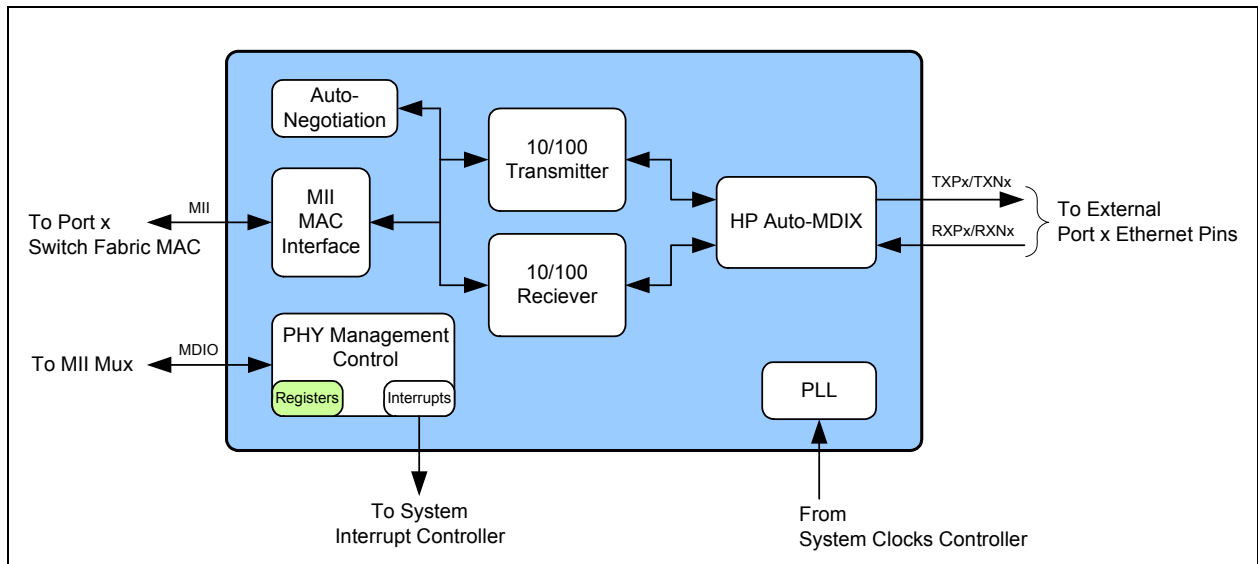 Auto-
Negotiation
10/100
Transmitter
MII
MAC
Interface
MII
To Port x
Switch Fabric MAC
HP Auto-MDIX
TXPx/TXNx
RXPx/RXNx
To External
Port x Ethernet Pins
10/100
Reciever
PHY Management
Control
Registers
Interrupts
MDIO
To MII Mux
PLL
To System
Interrupt Controller
From
System Clocks Controller